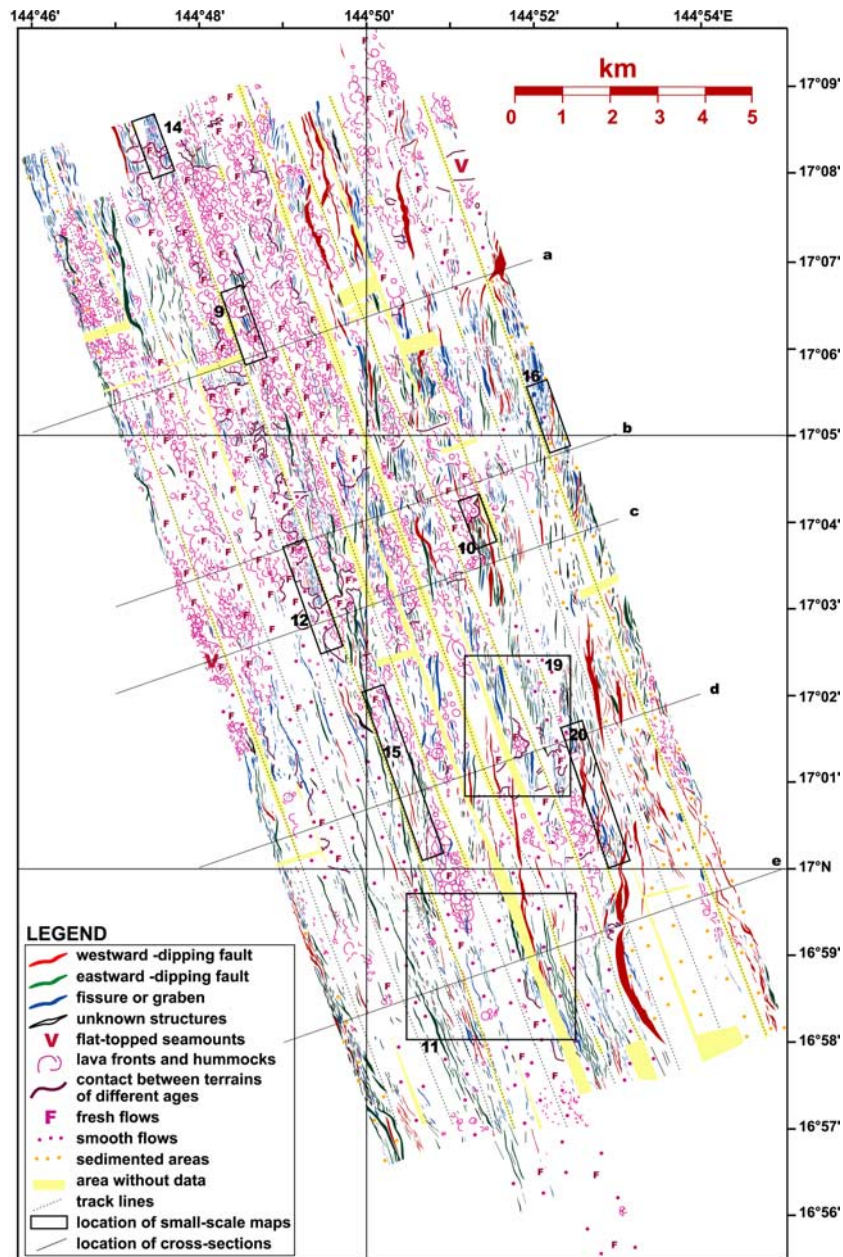 144°46' 144°48' 144°50' 144°52' 144°54'E
17°09'
km
0 1 2 3 4 5
14
V
17°08'
17°07'
a
9
17°06'
16
b
17°05'
17°04'
c
10
17°03'
12
V
19
17°02'
d
20
15
17°01'
e
17°N
16°59'
11
16°58'
16°57'
16°56'
LEGEND
westward -dipping fault
eastward -dipping fault
fissure or graben
unknown structures
V flat-topped seamounts
lava fronts and hummocks
contact between terrains
of different ages
F fresh flows
smooth flows
sedimented areas
area without data
track lines
location of small-scale maps
location of cross-sections